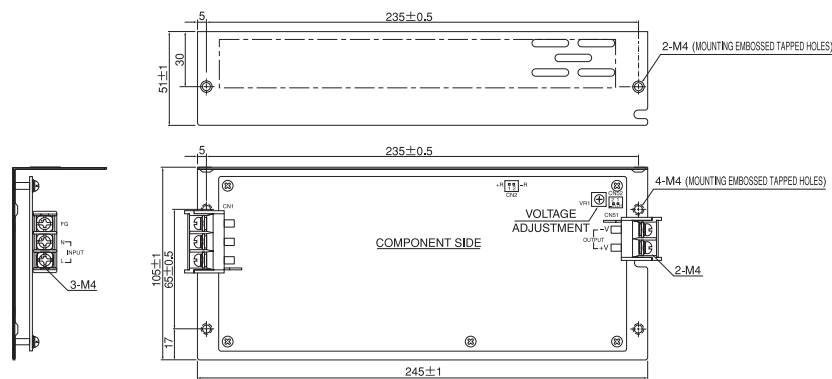 5
235±0.5
2-M4 (MOUNTING EMBOSSED TAPPED HOLES)
30
51±1
5
235±0.5
4-M4 (MOUNTING EMBOSSED TAPPED HOLES)
+R
-R
CN2
CN52
VR1
CN1
CN51
VOLTAGE
ADJUSTMENT
COMPONENT SIDE
OUTPUT
-V
+V
2-M4
FG
N
INPUT
L
3-M4
105±1
65±0.5
17
245±1